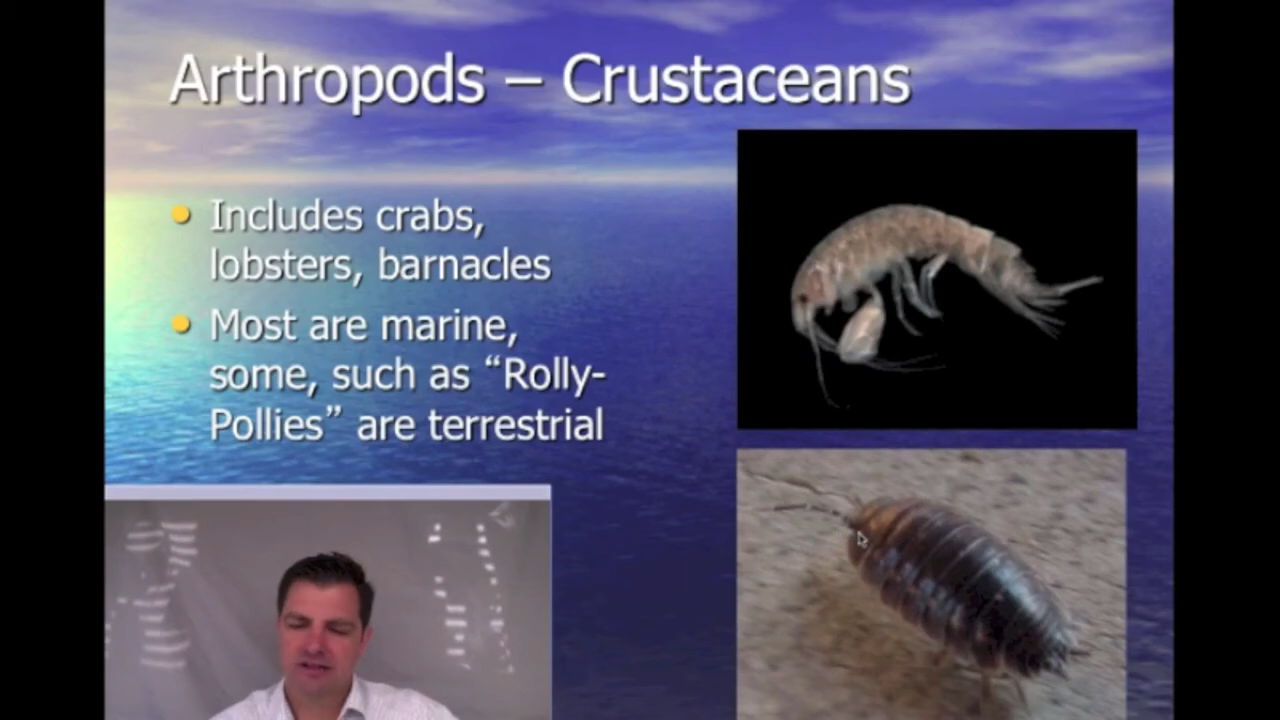 Arthropods – Crustaceans
Includes crabs,
lobsters, barnacles
Most are marine,
some, such as “Rolly-
Pollies” are terrestrial